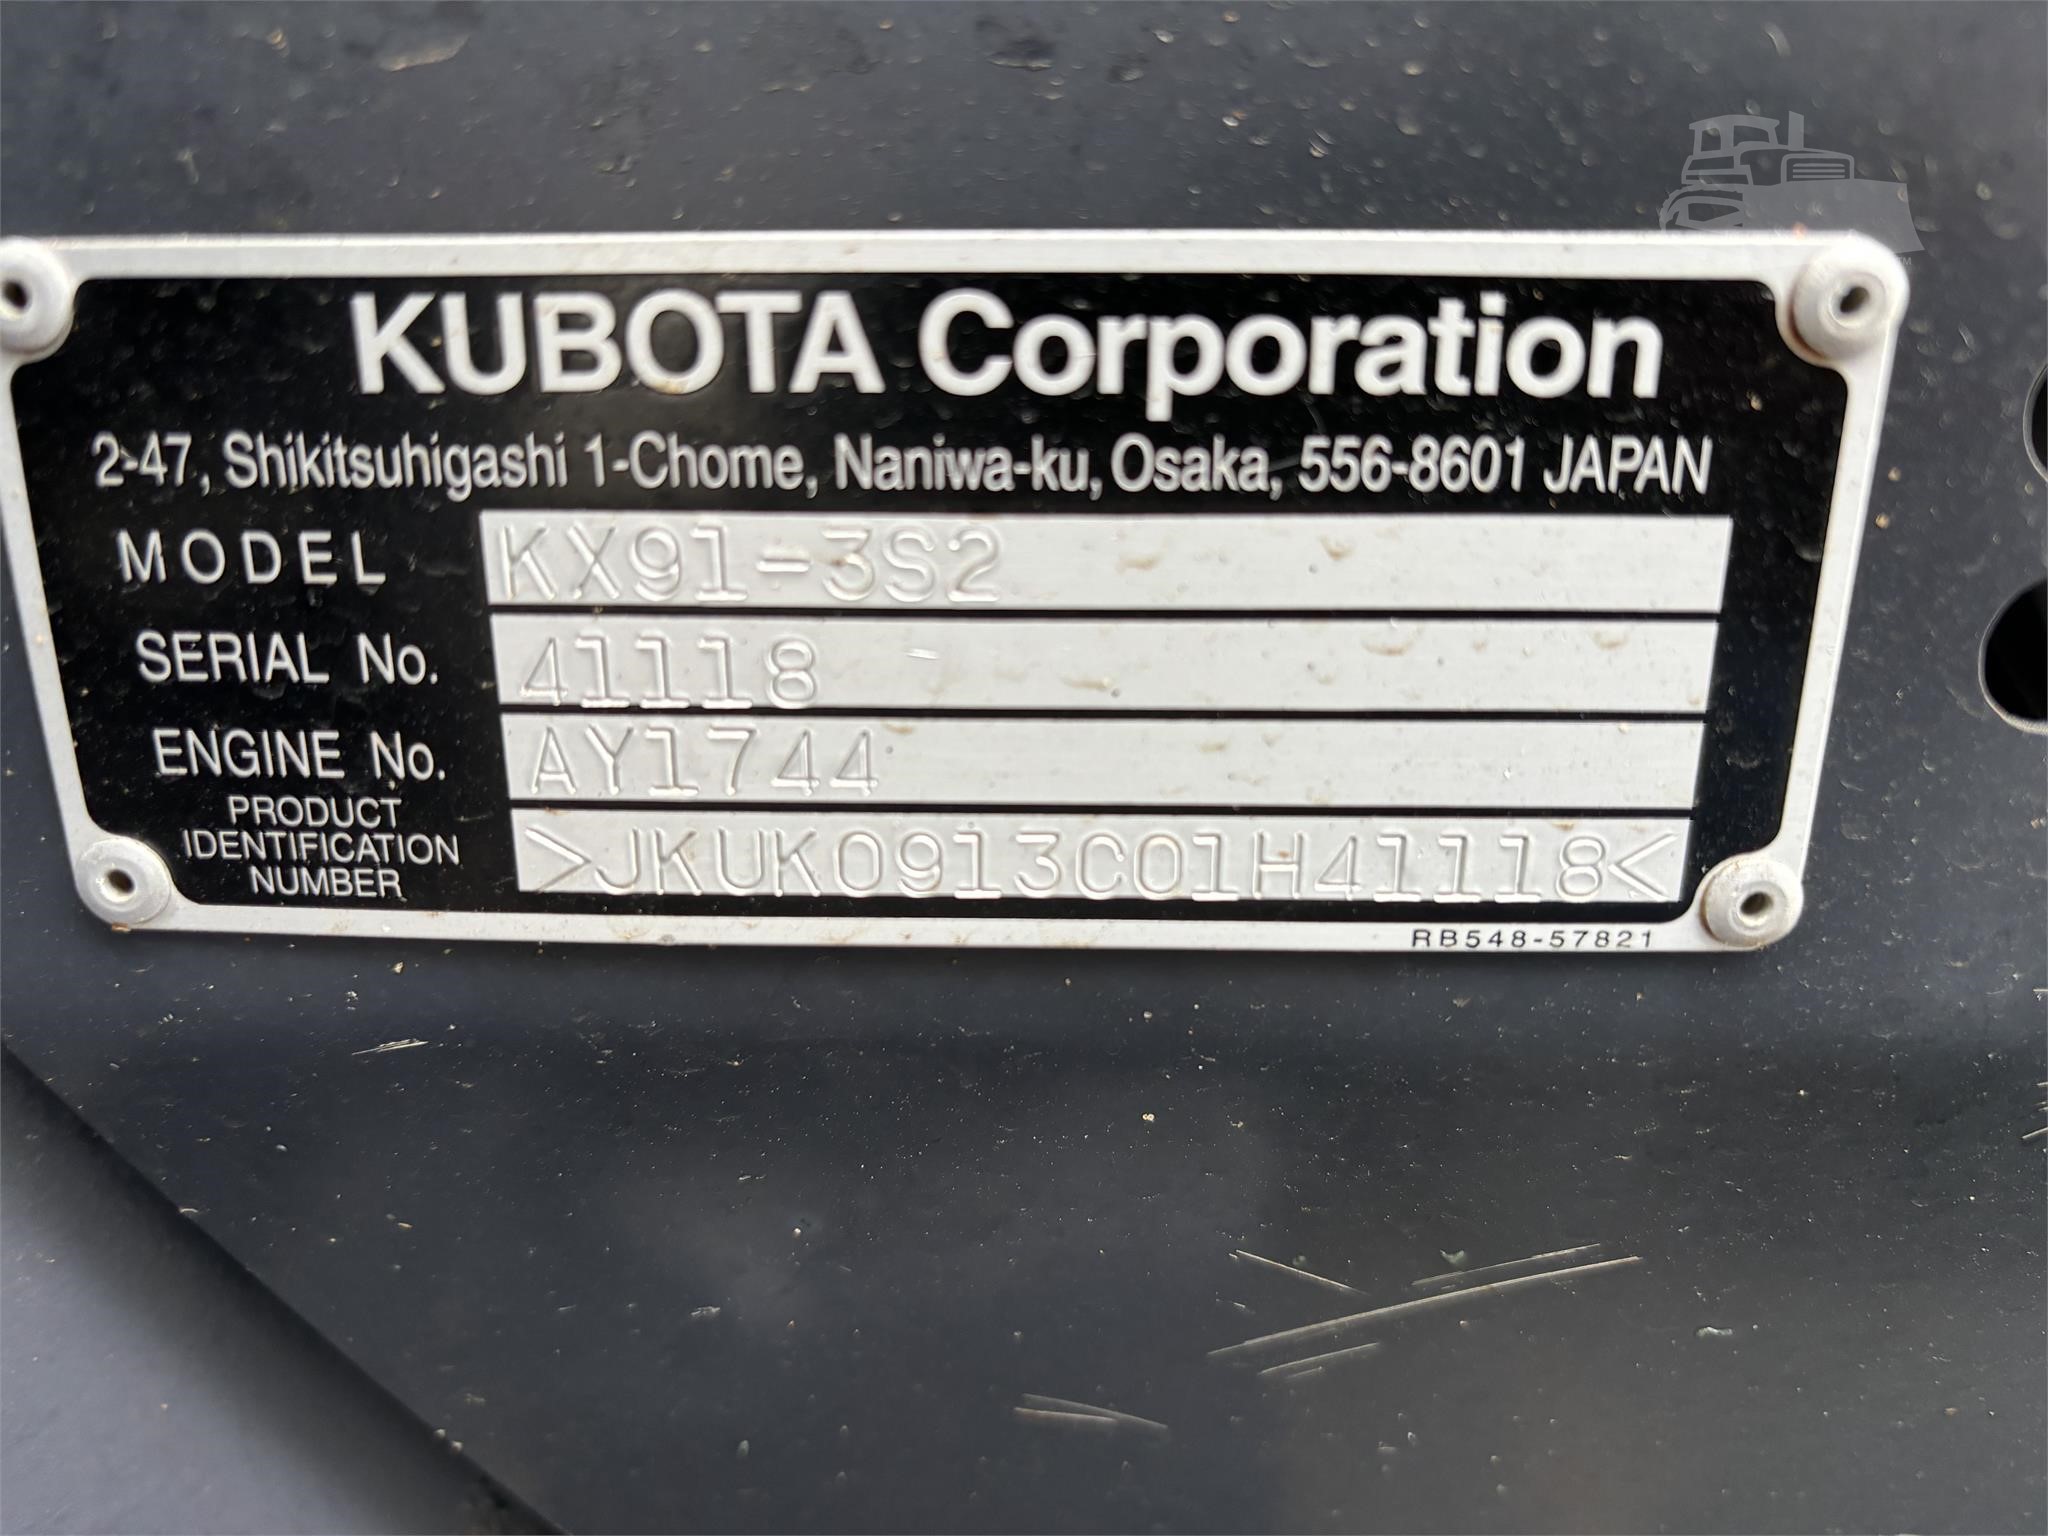 KUBOTA Corporation
2-47, Shikitsuhigashi 1-Chome, Naniwa-ku, Osaka, 556-8601 JAPAN
MODEL KX91-3S2
SERIAL No. 41118
ENGINE No. AY1744
PRODUCT
IDENTIFICATION
NUMBER >JKUK0913C01H41118<
RB548-57821